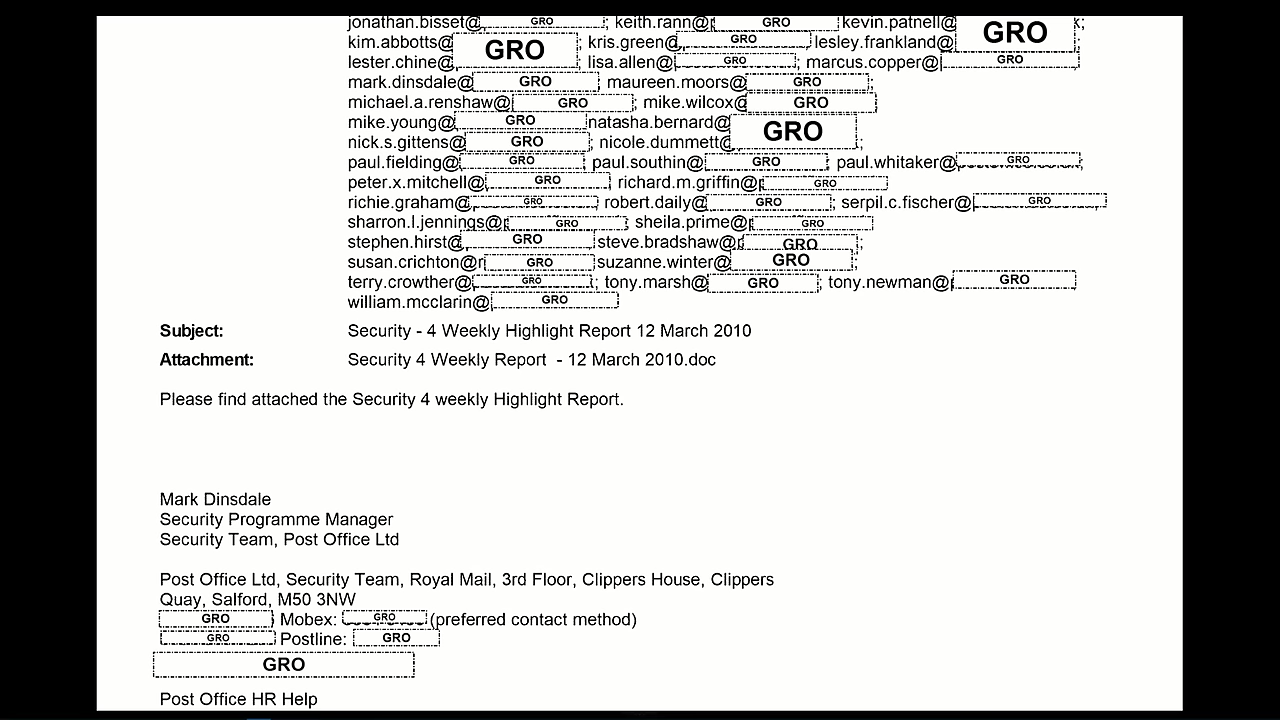 jonathan.bisset@ GRO ; keith.rann@ GRO kevin.patnell@ GRO k;
kim.abbotts@ GRO ; kris.green@ GRO lesley.frankland@
lester.chine@ ; lisa.allen@ GRO ; marcus.copper@ GRO
mark.dinsdale@ GRO maureen.moors@ GRO ;
michael.a.renshaw@ GRO ; mike.wilcox@ GRO
mike.young@ GRO natasha.bernard@ GRO
nick.s.gittens@ GRO ; nicole.dummett@ ;
paul.fielding@ GRO ; paul.southin@ GRO ; paul.whitaker@ GRO ;
peter.x.mitchell@ GRO ; richard.m.griffin@ GRO
richie.graham@ GRO robert.daily@ GRO ; serpil.c.fischer@ GRO
sharron.l.jennings@ GRO ; sheila.prime@ GRO
stephen.hirst@ GRO steve.bradshaw@ GRO ;
susan.crichton@ GRO suzanne.winter@ GRO ;
terry.crowther@ GRO ; tony.marsh@ GRO ; tony.newman@ GRO
william.mcclarin@ GRO
Subject: Security - 4 Weekly Highlight Report 12 March 2010
Attachment: Security 4 Weekly Report - 12 March 2010.doc
Please find attached the Security 4 weekly Highlight Report.
Mark Dinsdale
Security Programme Manager
Security Team, Post Office Ltd
Post Office Ltd, Security Team, Royal Mail, 3rd Floor, Clippers House, Clippers
Quay, Salford, M50 3NW
GRO Mobex: GRO (preferred contact method)
GRO Postline: GRO
GRO
Post Office HR Help